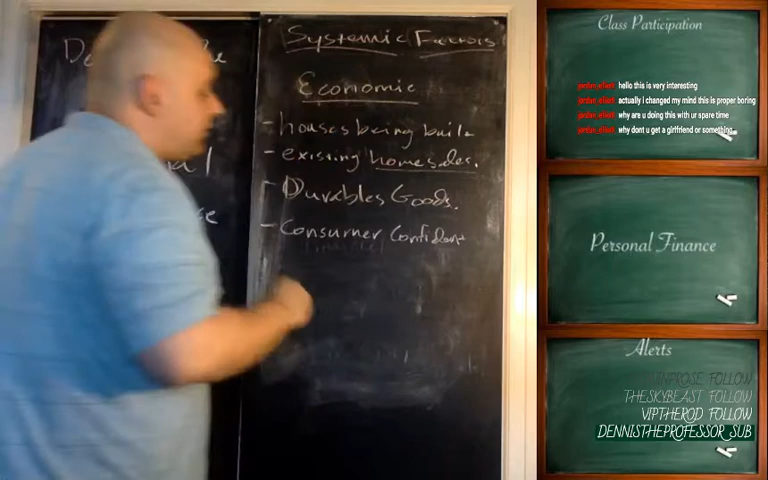 Systemic Factors
Economic
- houses being built
- existing homesales.
- Durables Goods.
- Consumer Confident
Class Participation
hello this is very interesting
actually I changed my mind this is proper boring
why are u doing this with ur spare time
why dont u get a girlfriend or something
Personal Finance
Alerts
FOLLOW
THESKYBEAST FOLLOW
VIPTHEROD FOLLOW
DENNISTHEPROFESSOR SUB